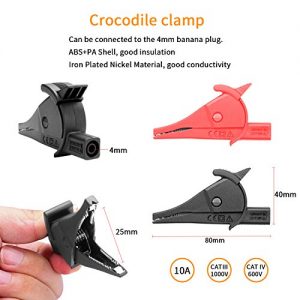 Crocodile clamp
Can be connected to the 4mm banana plug.
ABS+PA Shell, good insulation
Iron Plated Nickel Material, good conductivity
4mm
25mm
40mm
80mm
10A
CAT III
1000V
CAT IV
600V